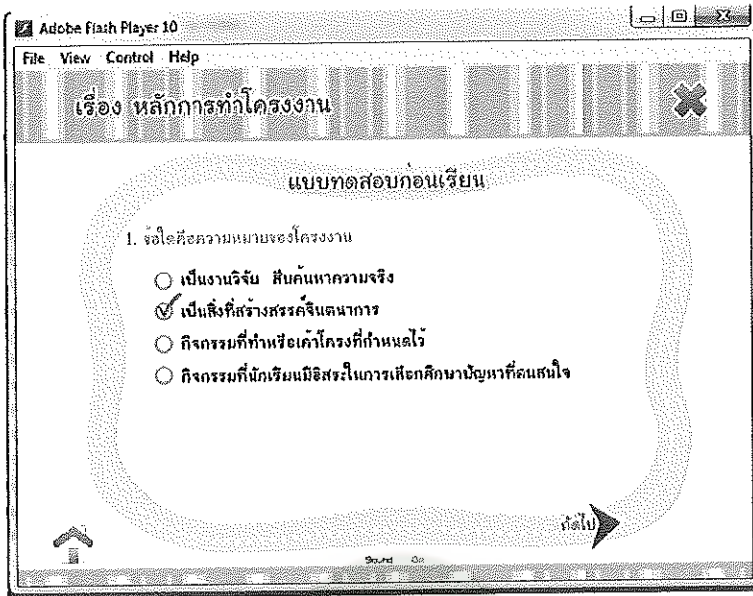 Adobe Flash Player 10
File View Control Help
เรื่อง หลักการทำโครงงาน
แบบทดสอบก่อนเรียน
1. ข้อใดคือความหมายของโครงงาน
เป็นงานวิจัย สืบค้นหาความจริง
เป็นสิ่งที่สร้างสรรค์จินตนาการ
กิจกรรมที่ทำหรือเค้าโครงที่กำหนดไว้
กิจกรรมที่นักเรียนมีอิสระในการเลือกศึกษาปัญหาที่ตนสนใจ
ถัดไป
Sound On